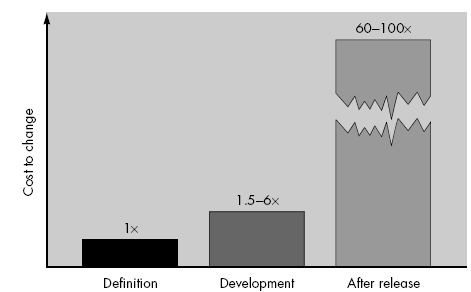 60–100×
Cost to change
1.5–6×
1×
Definition
Development
After release